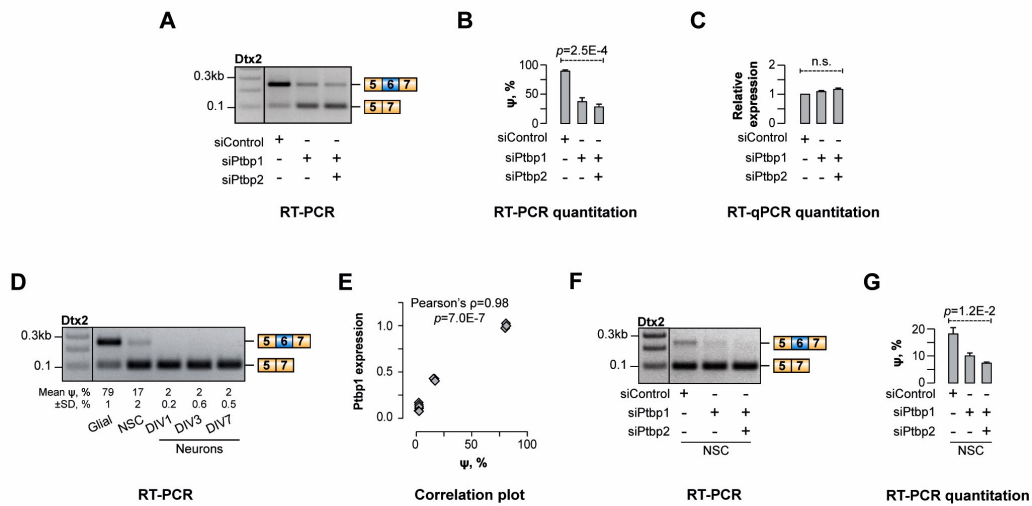 A
Dtx2
0.3kb
0.1
5 6 7
5 7
siControl + - -
siPtbp1 - + +
siPtbp2 - - +
RT-PCR
B
p=2.5E-4
ψ, %
100
50
0
siControl + - -
siPtbp1 - + +
siPtbp2 - - +
RT-PCR quantitation
C
n.s.
Relative
expression
2
1
0
siControl + - -
siPtbp1 - + +
siPtbp2 - - +
RT-qPCR quantitation
D
Dtx2
0.3kb
0.1
5 6 7
5 7
Mean ψ, % 79 17 2 2 2
±SD, % 1 2 0.2 0.6 0.5
Glial NSC DIV1 DIV3 DIV7
Neurons
RT-PCR
E
Pearson's ρ=0.98
p=7.0E-7
Ptbp1 expression
1.0
0.5
0.0
0 50 100
ψ, %
Correlation plot
F
Dtx2
0.3kb
0.1
5 6 7
5 7
siControl + - -
siPtbp1 - + +
siPtbp2 - - +
NSC
RT-PCR
G
p=1.2E-2
ψ, %
20
10
0
siControl + - -
siPtbp1 - + +
siPtbp2 - - +
NSC
RT-PCR quantitation